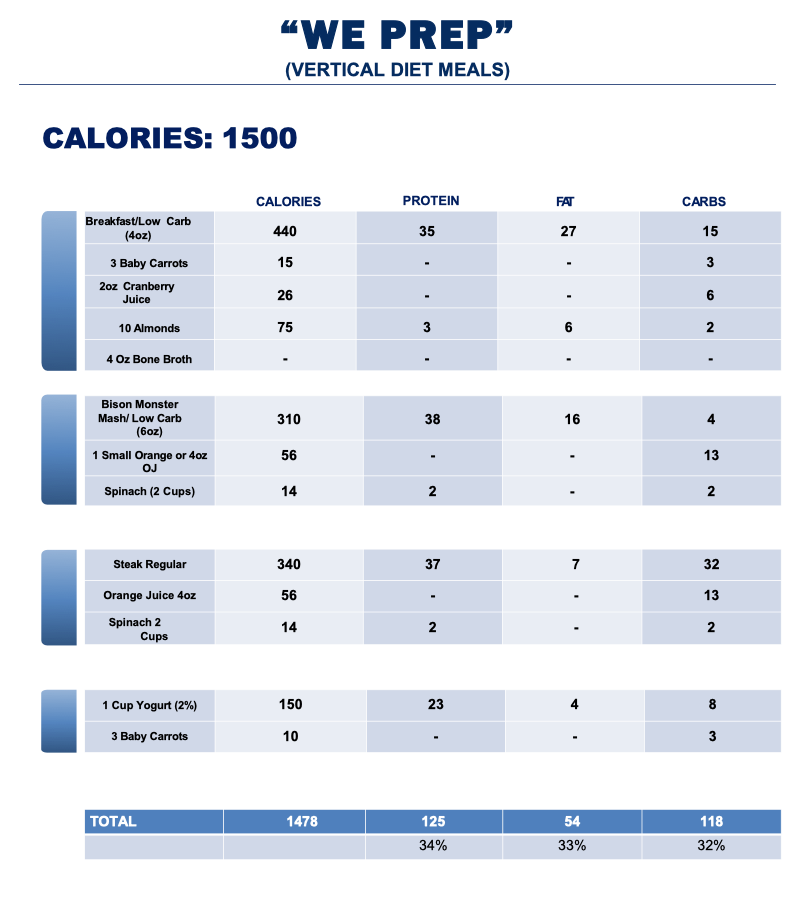 “WE PREP”
(VERTICAL DIET MEALS)
CALORIES: 1500
CALORIES PROTEIN FAT CARBS
Breakfast/Low Carb
(4oz) 440 35 27 15
3 Baby Carrots 15 - - 3
2oz Cranberry
Juice 26 - - 6
10 Almonds 75 3 6 2
4 Oz Bone Broth - - - -
Bison Monster
Mash/ Low Carb
(6oz) 310 38 16 4
1 Small Orange or 4oz
OJ 56 - - 13
Spinach (2 Cups) 14 2 - 2
Steak Regular 340 37 7 32
Orange Juice 4oz 56 - - 13
Spinach 2
Cups 14 2 - 2
1 Cup Yogurt (2%) 150 23 4 8
3 Baby Carrots 10 - - 3
TOTAL 1478 125 54 118
34% 33% 32%